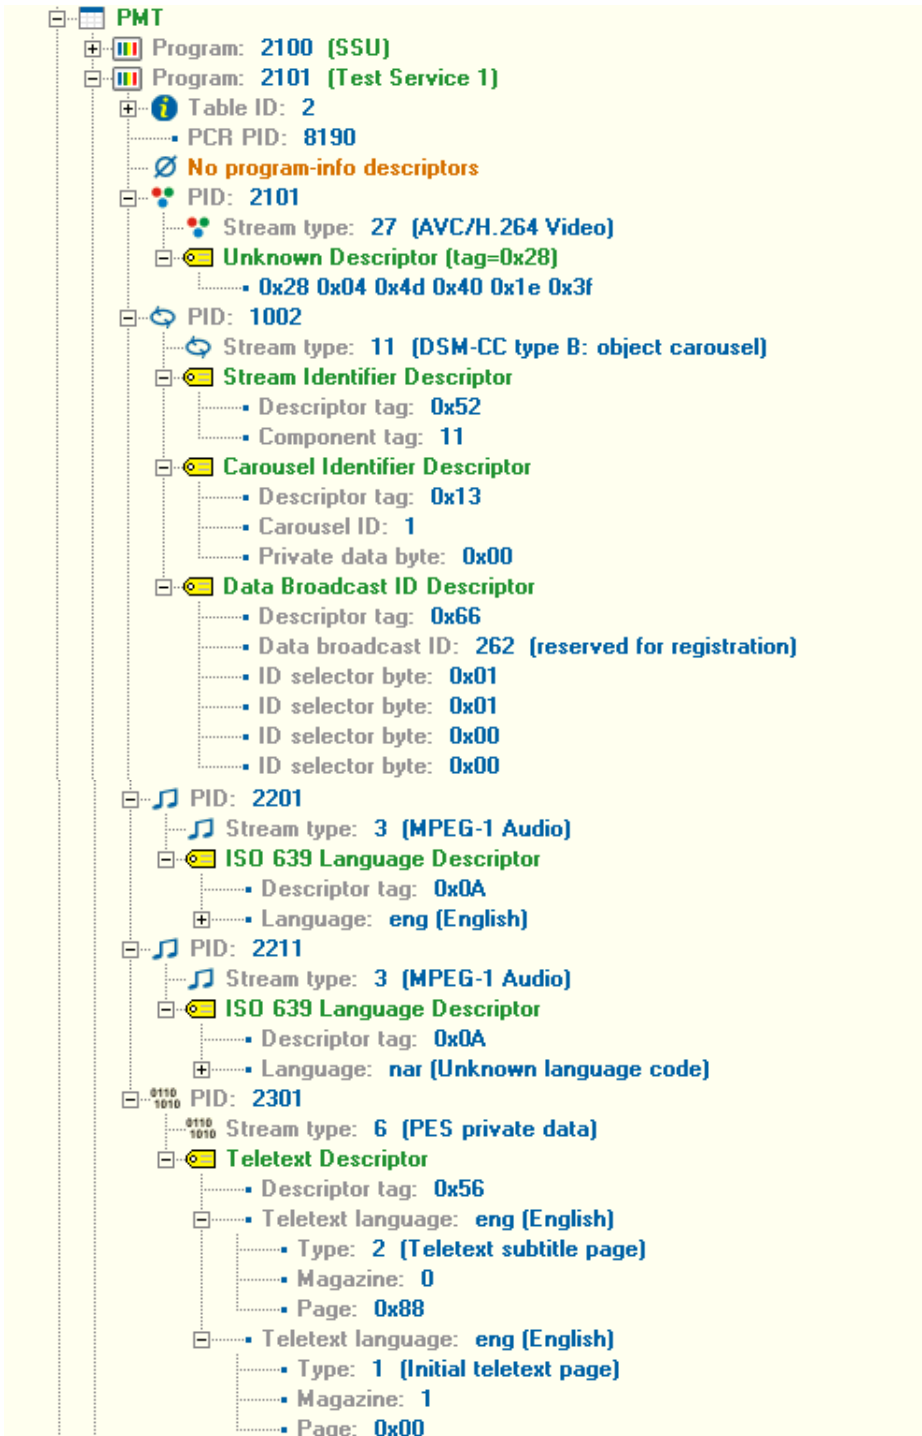 PMT
Program: 2100 (SSU)
Program: 2101 (Test Service 1)
Table ID: 2
PCR PID: 8190
No program-info descriptors
PID: 2101
Stream type: 27 (AVC/H.264 Video)
Unknown Descriptor (tag=0x28)
0x28 0x04 0x4d 0x40 0x1e 0x3f
PID: 1002
Stream type: 11 (DSM-CC type B: object carousel)
Stream Identifier Descriptor
Descriptor tag: 0x52
Component tag: 11
Carousel Identifier Descriptor
Descriptor tag: 0x13
Carousel ID: 1
Private data byte: 0x00
Data Broadcast ID Descriptor
Descriptor tag: 0x66
Data broadcast ID: 262 (reserved for registration)
ID selector byte: 0x01
ID selector byte: 0x01
ID selector byte: 0x00
ID selector byte: 0x00
PID: 2201
Stream type: 3 (MPEG-1 Audio)
ISO 639 Language Descriptor
Descriptor tag: 0x0A
Language: eng (English)
PID: 2211
Stream type: 3 (MPEG-1 Audio)
ISO 639 Language Descriptor
Descriptor tag: 0x0A
Language: nar (Unknown language code)
0110 1010 PID: 2301
0110 1010 Stream type: 6 (PES private data)
Teletext Descriptor
Descriptor tag: 0x56
Teletext language: eng (English)
Type: 2 (Teletext subtitle page)
Magazine: 0
Page: 0x88
Teletext language: eng (English)
Type: 1 (Initial teletext page)
Magazine: 1
Page: 0x00